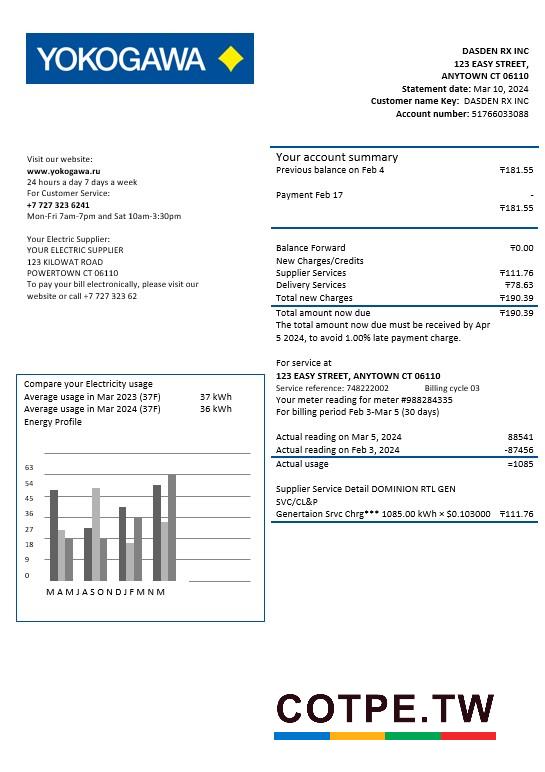 YOKOGAWA
DASDEN RX INC
123 EASY STREET,
ANYTOWN CT 06110
Statement date: Mar 10, 2024
Customer name Key: DASDEN RX INC
Account number: 51766033088
Visit our website:
www.yokogawa.ru
24 hours a day 7 days a week
For Customer Service:
+7 727 323 6241
Mon-Fri 7am-7pm and Sat 10am-3:30pm
Your Electric Supplier:
YOUR ELECTRIC SUPPLIER
123 KILOWAT ROAD
POWERTOWN CT 06110
To pay your bill electronically, please visit our
website or call +7 727 323 62
Your account summary
Previous balance on Feb 4 ₸181.55
Payment Feb 17 -
₸181.55
Balance Forward ₸0.00
New Charges/Credits
Supplier Services ₸111.76
Delivery Services ₸78.63
Total new Charges ₸190.39
Total amount now due ₸190.39
The total amount now due must be received by Apr
5 2024, to avoid 1.00% late payment charge.
For service at
123 EASY STREET, ANYTOWN CT 06110
Service reference: 748222002 Billing cycle 03
Your meter reading for meter #988284335
For billing period Feb 3-Mar 5 (30 days)
Actual reading on Mar 5, 2024 88541
Actual reading on Feb 3, 2024 -87456
Actual usage =1085
Supplier Service Detail DOMINION RTL GEN
SVC/CL&P
Genertaion Srvc Chrg*** 1085.00 kWh × $0.103000 ₸111.76
Compare your Electricity usage
Average usage in Mar 2023 (37F) 37 kWh
Average usage in Mar 2024 (37F) 36 kWh
Energy Profile
63
54
45
36
27
18
9
0
M A M J A S O N D J F M N M
COTPE.TW